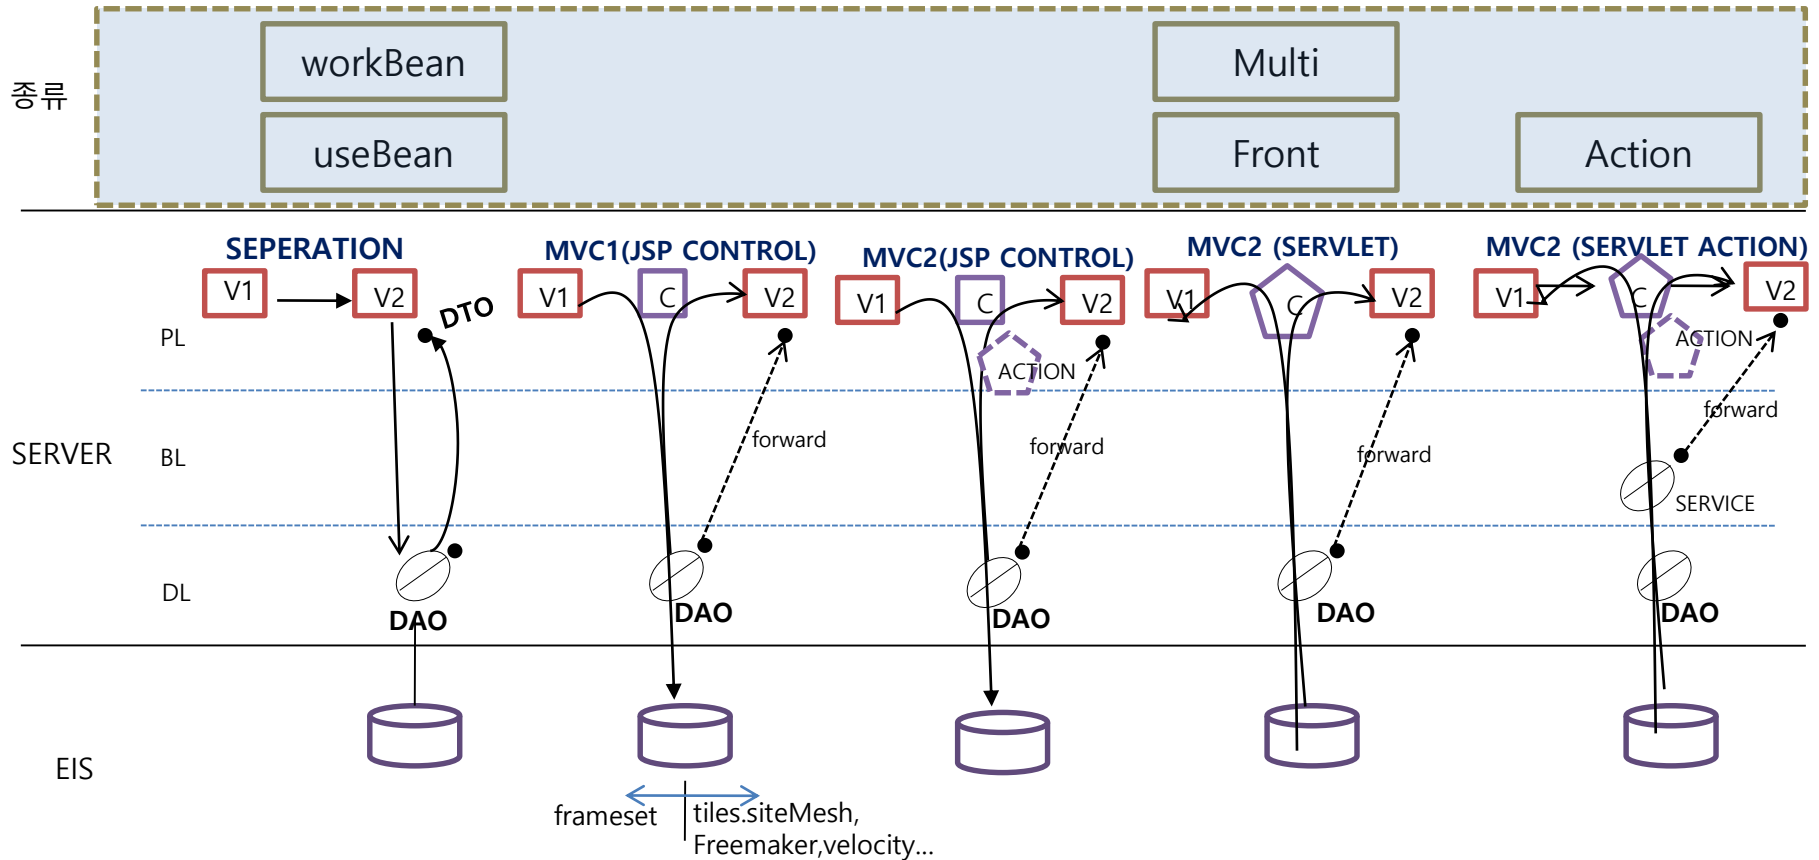 종류
workBean
Multi
useBean
Front
Action
SEPERATION
MVC1(JSP CONTROL)
MVC2(JSP CONTROL)
MVC2 (SERVLET)
MVC2 (SERVLET ACTION)
V1
V2
V1
C
V2
V1
C
V2
V1
C
V2
V1
C
V2
DTO
PL
ACTION
ACTION
SERVER
BL
forward
forward
forward
forward
SERVICE
DL
DAO
DAO
DAO
DAO
DAO
EIS
frameset
tiles.siteMesh,
Freemaker,velocity...